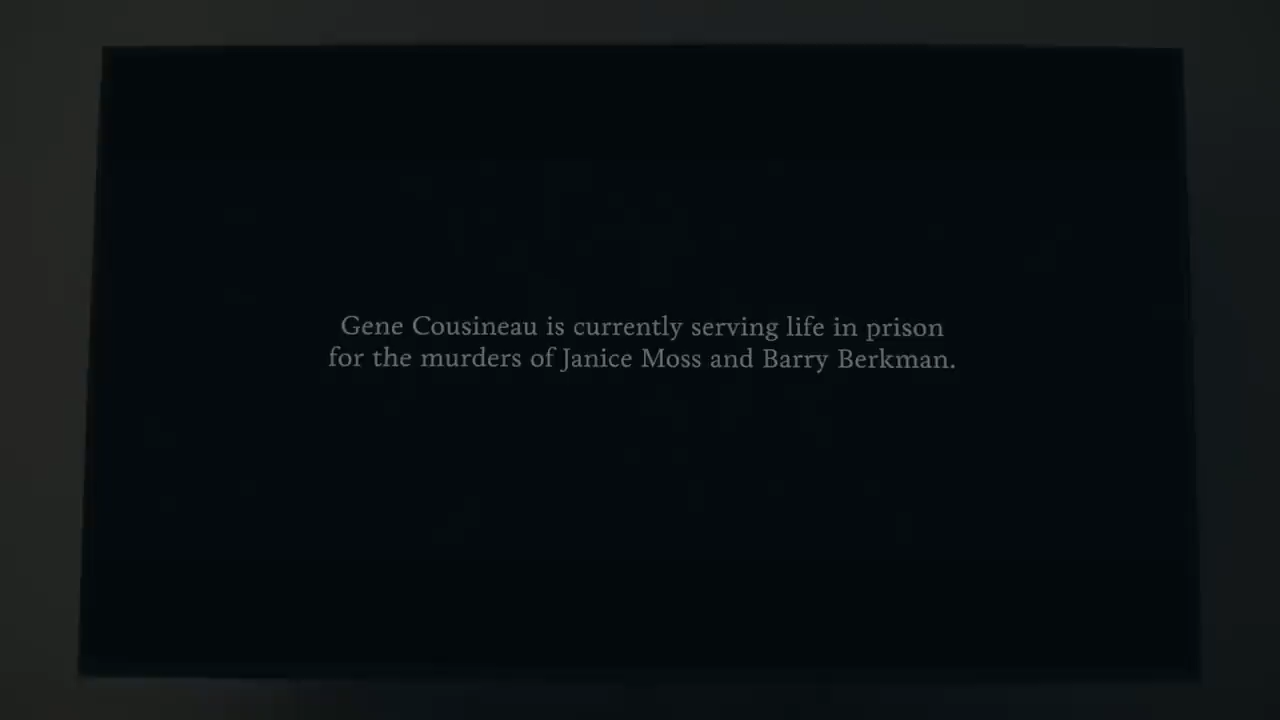 Gene Cousineau is currently serving life in prison
for the murders of Janice Moss and Barry Berkman.